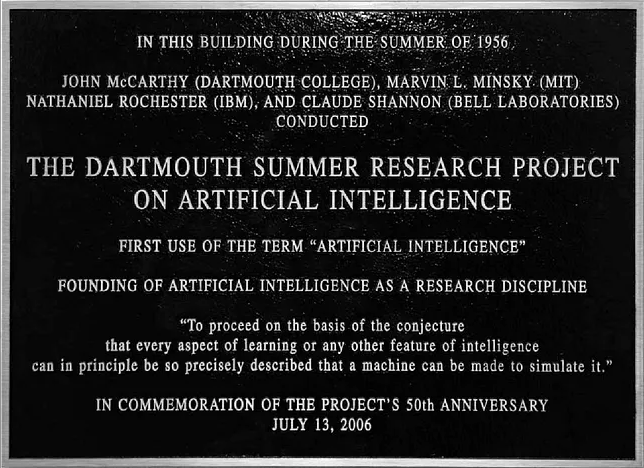 IN THIS BUILDING DURING THE SUMMER OF 1956
JOHN McCARTHY (DARTMOUTH COLLEGE), MARVIN L. MINSKY (MIT)
NATHANIEL ROCHESTER (IBM), AND CLAUDE SHANNON (BELL LABORATORIES)
CONDUCTED
THE DARTMOUTH SUMMER RESEARCH PROJECT
ON ARTIFICIAL INTELLIGENCE
FIRST USE OF THE TERM “ARTIFICIAL INTELLIGENCE”
FOUNDING OF ARTIFICIAL INTELLIGENCE AS A RESEARCH DISCIPLINE
“To proceed on the basis of the conjecture
that every aspect of learning or any other feature of intelligence
can in principle be so precisely described that a machine can be made to simulate it.”
IN COMMEMORATION OF THE PROJECT’S 50th ANNIVERSARY
JULY 13, 2006